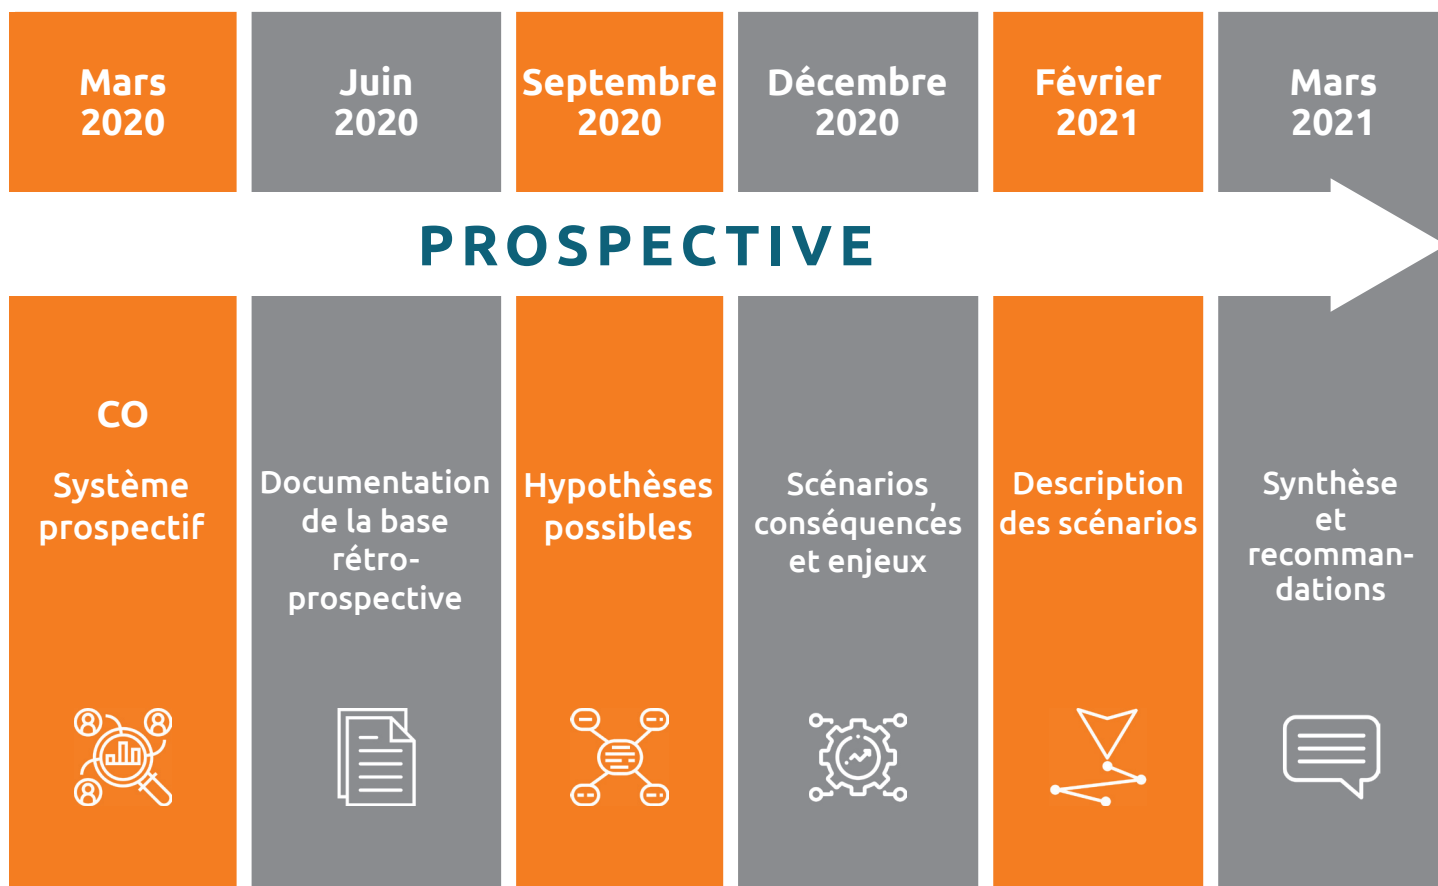 Mars
2020
Juin
2020
Septembre
2020
Décembre
2020
Février
2021
Mars
2021
PROSPECTIVE
CO
Système
prospectif
Documentation
de la base
rétro-
prospective
Hypothèses
possibles
Scénarios,
conséquences
et enjeux
Description
des scénarios
Synthèse
et
recomman-
dations